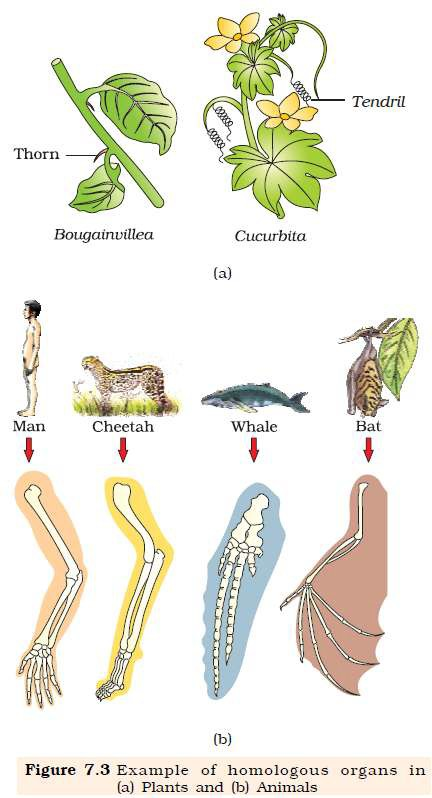 Tendril
Thorn
Bougainvillea
Cucurbita
(a)
Man Cheetah Whale Bat
(b)
Figure 7.3 Example of homologous organs in
(a) Plants and (b) Animals